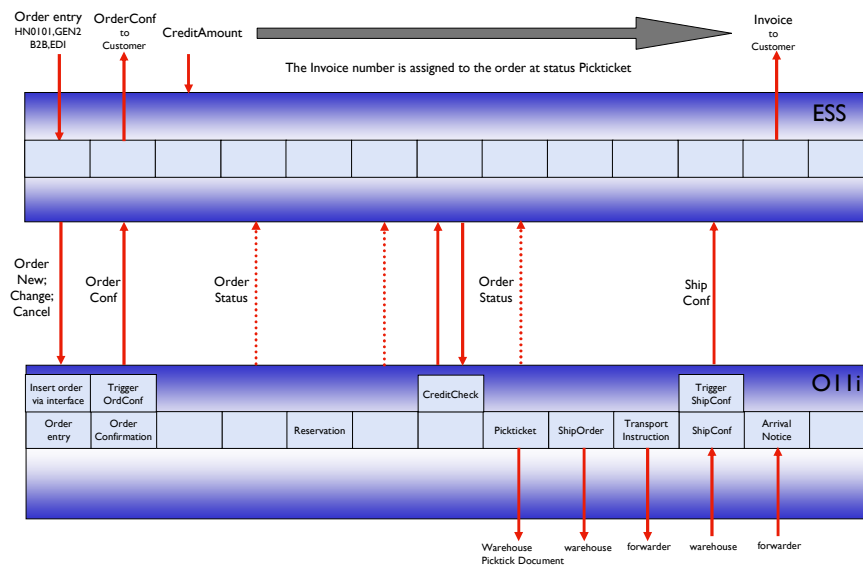 Order entry
HN0101,GEN2
B2B,EDI
OrderConf
to
Customer
CreditAmount
Invoice
to
Customer
The Invoice number is assigned to the order at status Pickticket
ESS
Order
New;
Change;
Cancel
Order
Conf
Order
Status
Order
Status
Ship
Conf
O11i
Insert order
via interface
Trigger
OrdConf
CreditCheck
Trigger
ShipConf
Order
entry
Order
Confirmation
Reservation
Pickticket
ShipOrder
Transport
Instruction
ShipConf
Arrival
Notice
Warehouse
Picktick Document
warehouse
forwarder
warehouse
forwarder